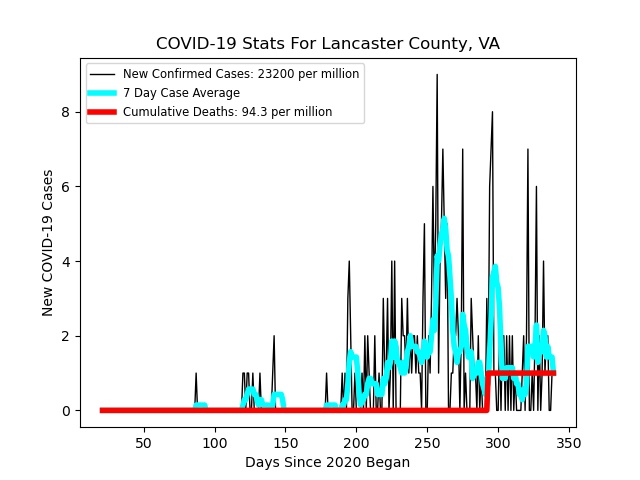 COVID-19 Stats For Lancaster County, VA
New Confirmed Cases: 23200 per million
7 Day Case Average
Cumulative Deaths: 94.3 per million
New COVID-19 Cases
8
6
4
2
0
50 100 150 200 250 300 350
Days Since 2020 Began